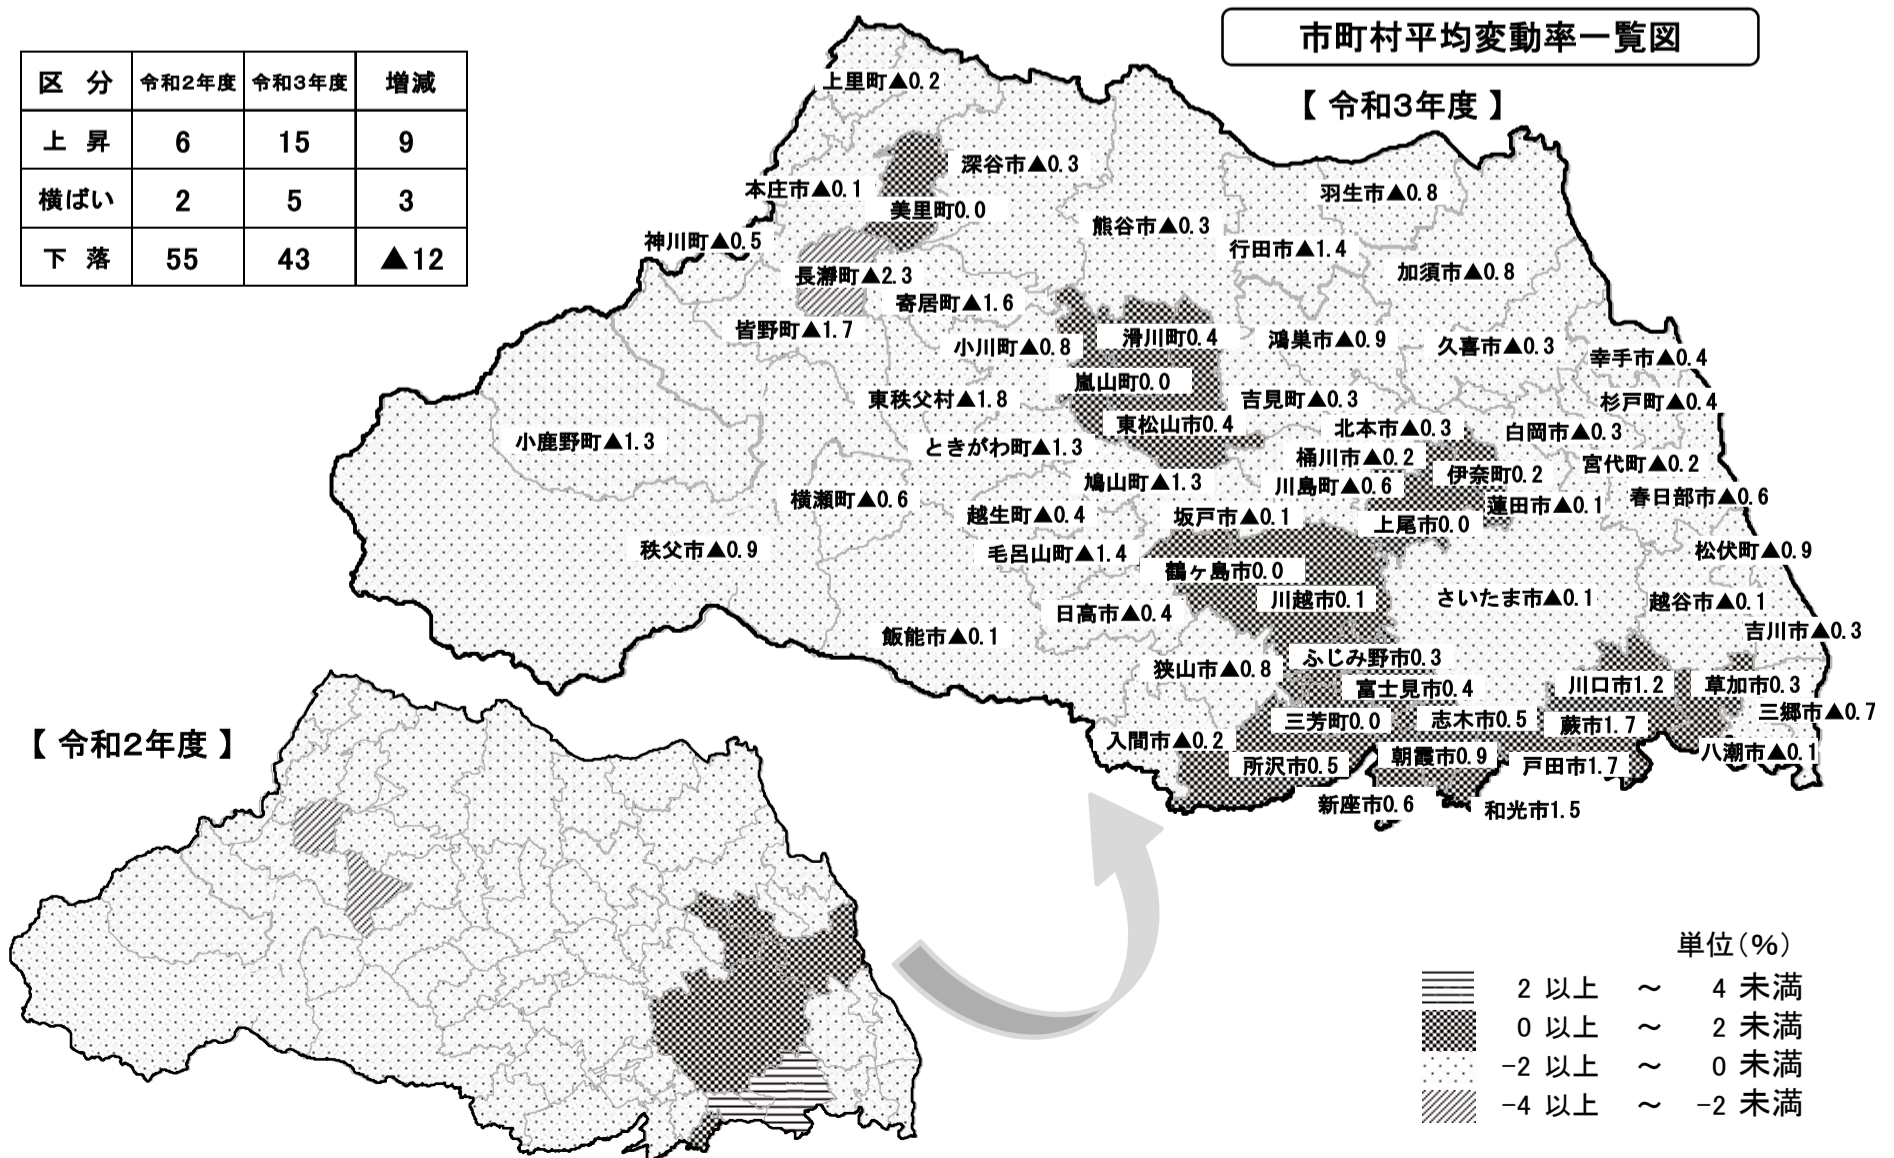 市町村平均変動率一覧図
区 分 令和2年度 令和3年度 増減
上 昇 6 15 9
横ばい 2 5 3
下 落 55 43 ▲12
【 令和3年度 】
上里町▲0.2
深谷市▲0.3
本庄市▲0.1
羽生市▲0.8
美里町0.0
熊谷市▲0.3
神川町▲0.5
行田市▲1.4
加須市▲0.8
長瀞町▲2.3
寄居町▲1.6
皆野町▲1.7
滑川町0.4
鴻巣市▲0.9
小川町▲0.8
久喜市▲0.3
幸手市▲0.4
嵐山町0.0
東秩父村▲1.8
吉見町▲0.3
杉戸町▲0.4
東松山市0.4
北本市▲0.3
白岡市▲0.3
小鹿野町▲1.3
ときがわ町▲1.3
桶川市▲0.2
宮代町▲0.2
伊奈町0.2
鳩山町▲1.3
川島町▲0.6
横瀬町▲0.6
春日部市▲0.6
蓮田市▲0.1
越生町▲0.4
坂戸市▲0.1
上尾市0.0
秩父市▲0.9
毛呂山町▲1.4
松伏町▲0.9
鶴ヶ島市0.0
川越市0.1
さいたま市▲0.1
越谷市▲0.1
日高市▲0.4
吉川市▲0.3
飯能市▲0.1
ふじみ野市0.3
狭山市▲0.8
富士見市0.4
川口市1.2
草加市0.3
三郷市▲0.7
三芳町0.0
志木市0.5
蕨市1.7
入間市▲0.2
八潮市▲0.1
所沢市0.5
朝霞市0.9
戸田市1.7
新座市0.6
和光市1.5
【 令和2年度 】
単位(%)
2 以上 ～ 4 未満
0 以上 ～ 2 未満
-2 以上 ～ 0 未満
-4 以上 ～ -2 未満